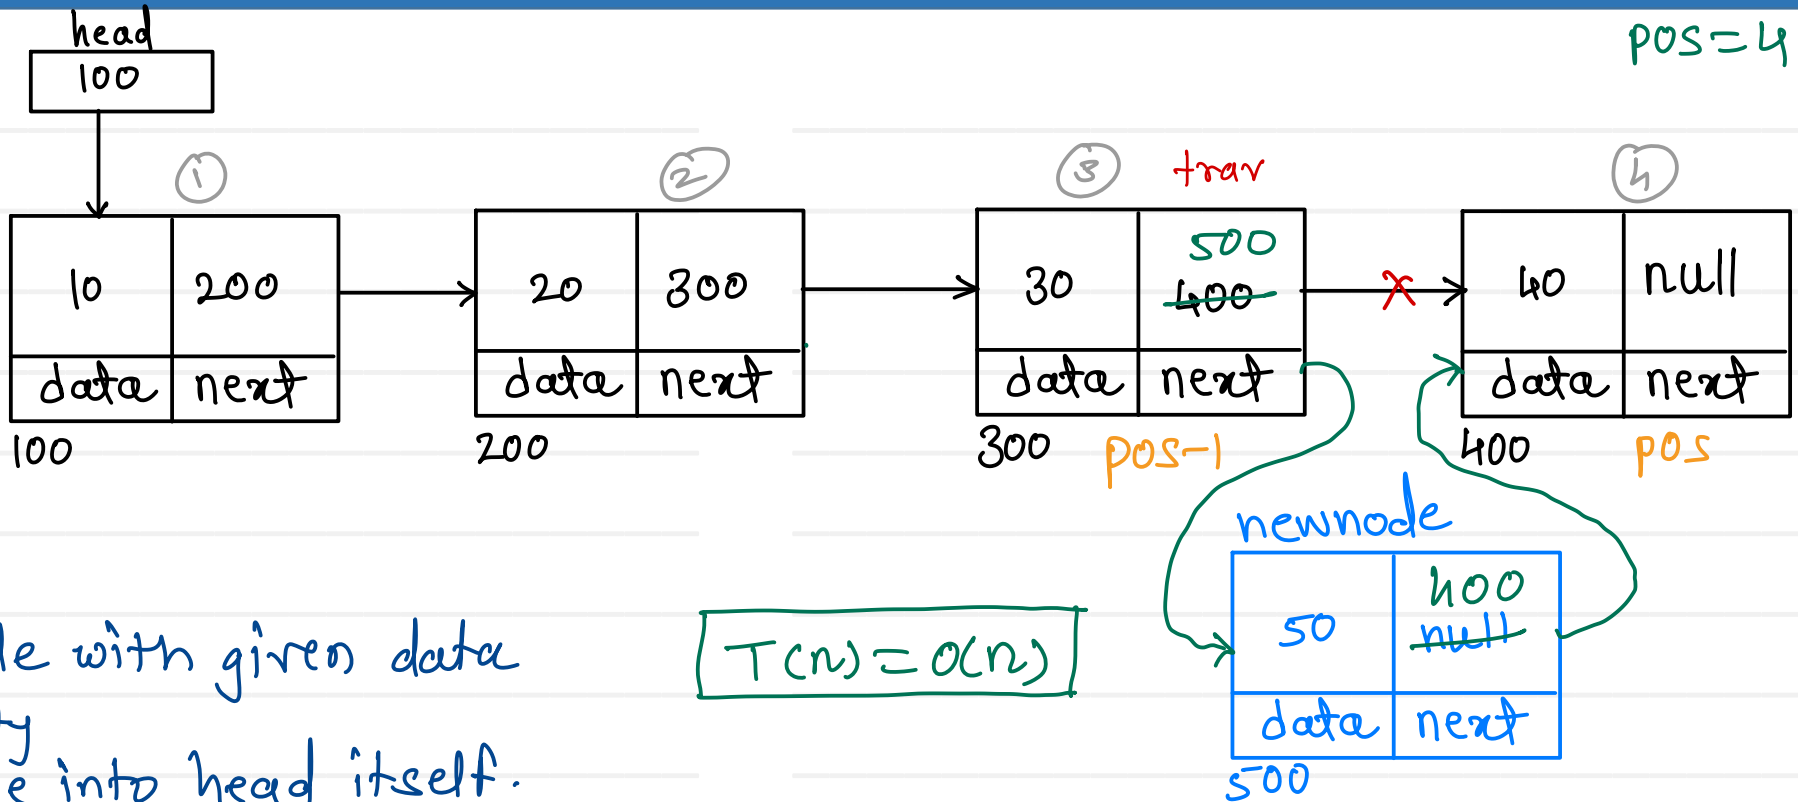 head
pos=4
100
1
2
3
trav
4
10
200
20
300
30
500
400
40
null
data
next
data
next
data
next
data
next
100
200
300
pos-1
400
pos
newnode
50
400
null
data
next
500
T(n)=O(n)
le with given data
ty
e into head itself.